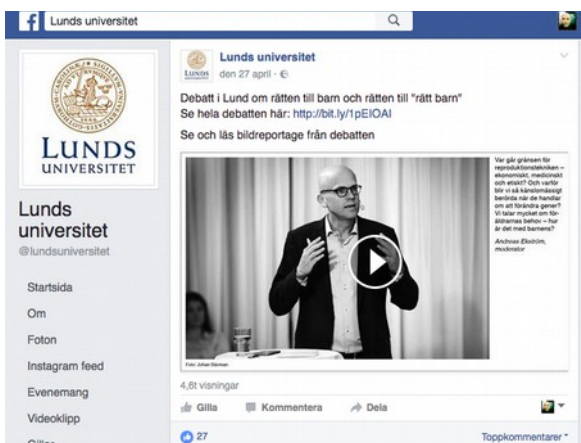 Lunds universitet
Lunds universitet
den 27 april
Debatt i Lund om rätten till barn och rätten till "rätt barn"
Se hela debatten här: http://bit.ly/1pEIOAI
Se och läs bildreportage från debatten
LUNDS
UNIVERSITET
Lunds
universitet
@lundsuniversitet
Startsida
Om
Foton
Instagram feed
Evenemang
Videoklipp
Var går gränsen för
reproduktionstekniken –
ekonomiskt, medicinskt
och etiskt? Och varför
blir vi så känslomässigt
berörda när de handlar
om att förändra gener?
Vi talar mycket om för-
äldrarnas behov – hur
är det med barnens?
Andreas Ekström,
moderator
Foto: Johan
4,6t visningar
Gilla
Kommentera
Dela
27
Toppkommentarer